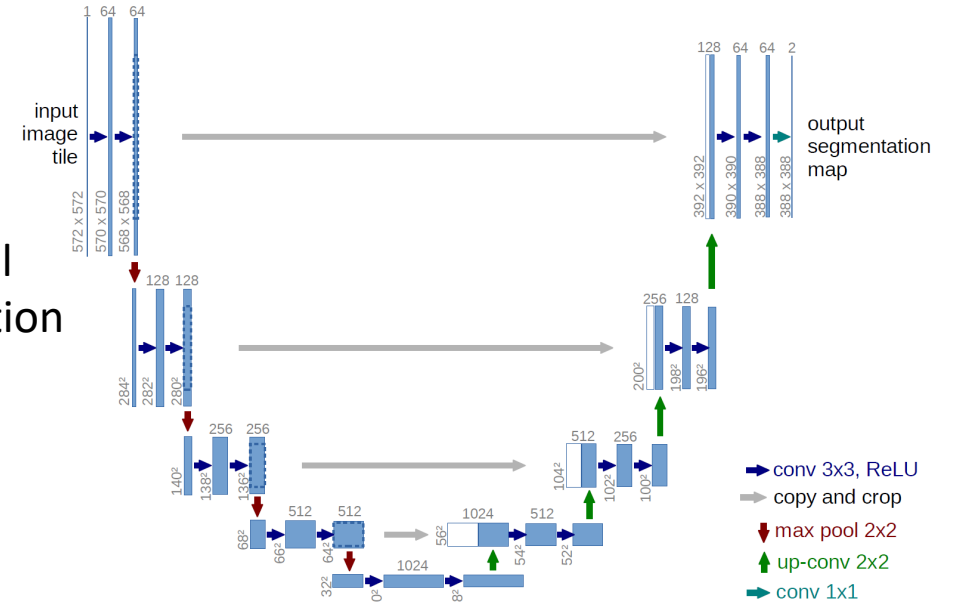 1 64 64
128 64 64 2
input
image
tile
output
segmentation
map
572 x 572
570 x 570
568 x 568
392 x 392
390 x 390
388 x 388
388 x 388
l
tion
128 128
256 128
284²
282²
280²
200²
198²
196²
256 256
512 256
140²
138²
136²
104²
102²
100²
512 512
1024 512
68²
66²
64²
56²
54²
52²
1024
32²
0²
8²
conv 3x3, ReLU
copy and crop
max pool 2x2
up-conv 2x2
conv 1x1